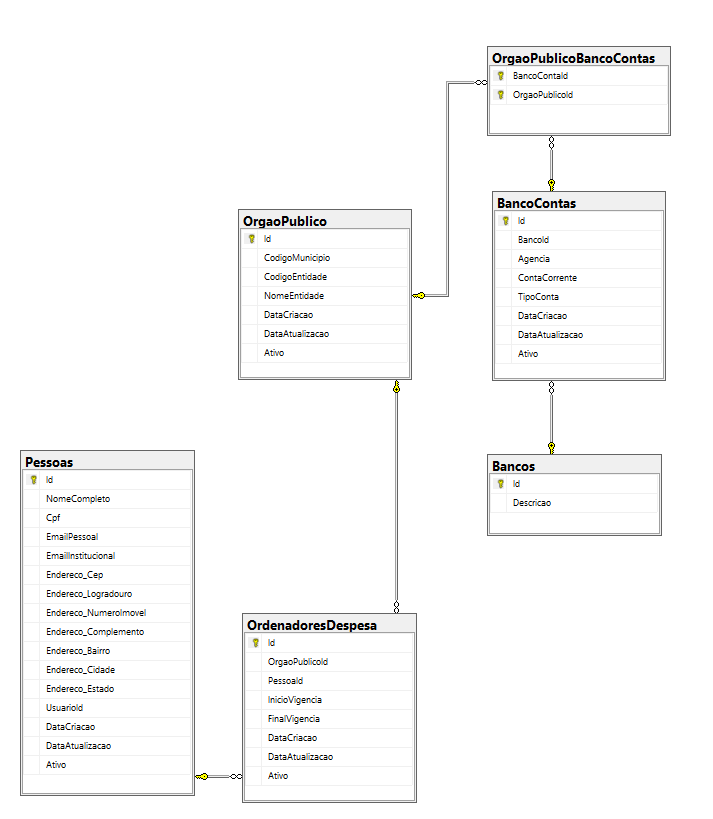 OrgaoPublicoBancoContas
BancoContaId
OrgaoPublicoId
BancoContas
Id
BancoId
Agencia
ContaCorrente
TipoConta
DataCriacao
DataAtualizacao
Ativo
OrgaoPublico
Id
CodigoMunicipio
CodigoEntidade
NomeEntidade
DataCriacao
DataAtualizacao
Ativo
Bancos
Id
Descricao
Pessoas
Id
NomeCompleto
Cpf
EmailPessoal
EmailInstitucional
Endereco_Cep
Endereco_Logradouro
Endereco_NumeroImovel
Endereco_Complemento
Endereco_Bairro
Endereco_Cidade
Endereco_Estado
UsuarioId
DataCriacao
DataAtualizacao
Ativo
OrdenadoresDespesa
Id
OrgaoPublicoId
PessoaId
InicioVigencia
FinalVigencia
DataCriacao
DataAtualizacao
Ativo